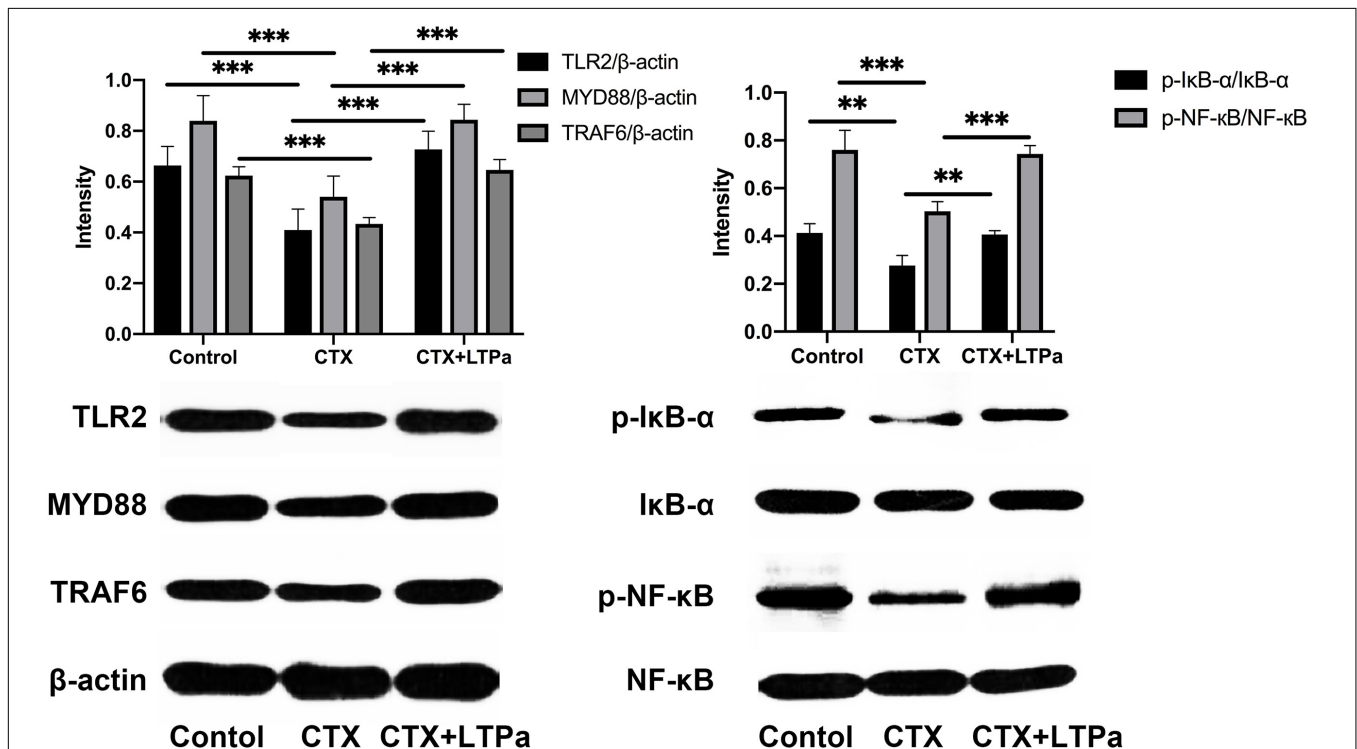 ***
***
***
***
***
***
***
TLR2/β-actin
MYD88/β-actin
TRAF6/β-actin
Intensity
1.0
0.8
0.6
0.4
0.2
0.0
Control CTX CTX+LTPa
***
**
***
**
p-IκB-α/IκB-α
p-NF-κB/NF-κB
Intensity
1.0
0.8
0.6
0.4
0.2
0.0
Control CTX CTX+LTPa
TLR2
MYD88
TRAF6
β-actin
Contol CTX CTX+LTPa
p-IκB-α
IκB-α
p-NF-κB
NF-κB
Contol CTX CTX+LTPa